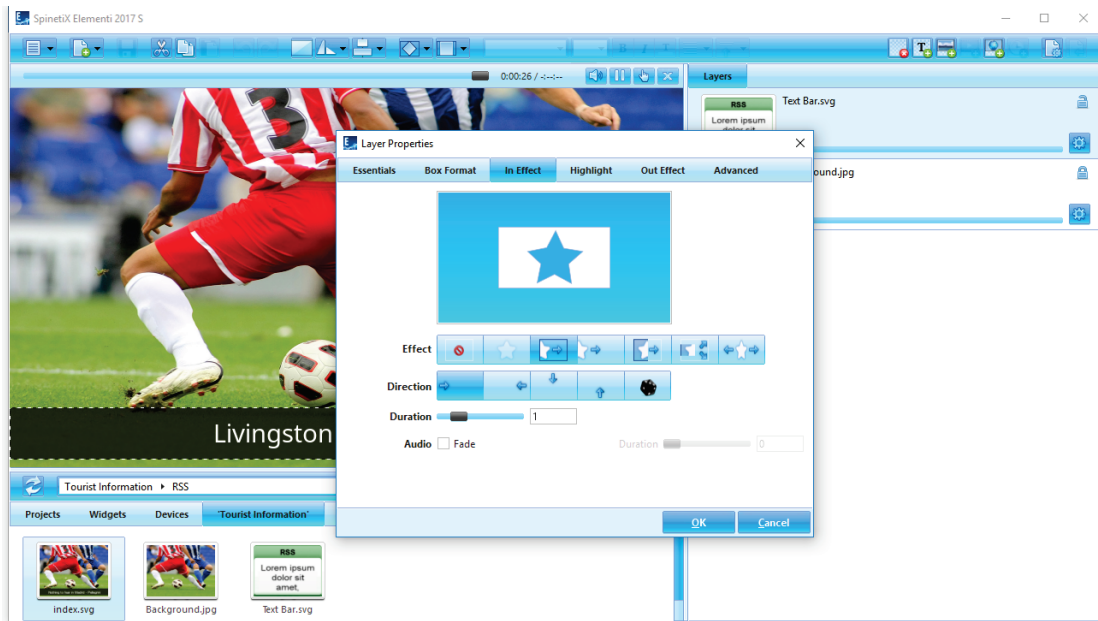 SpinetiX Elementi 2017 S
B I T
0:00:26 / -:--:--
Layers
RSS
Lorem ipsum
dolor sit
Text Bar.svg
3
Layer Properties
ound.jpg
Essentials Box Format In Effect Highlight Out Effect Advanced
Effect
Direction
Duration 1
Audio Fade Duration 0
Livingston
Tourist Information RSS
Projects Widgets Devices 'Tourist Information'
OK Cancel
RSS
Lorem ipsum
dolor sit
amet,
index.svg Background.jpg Text Bar.svg